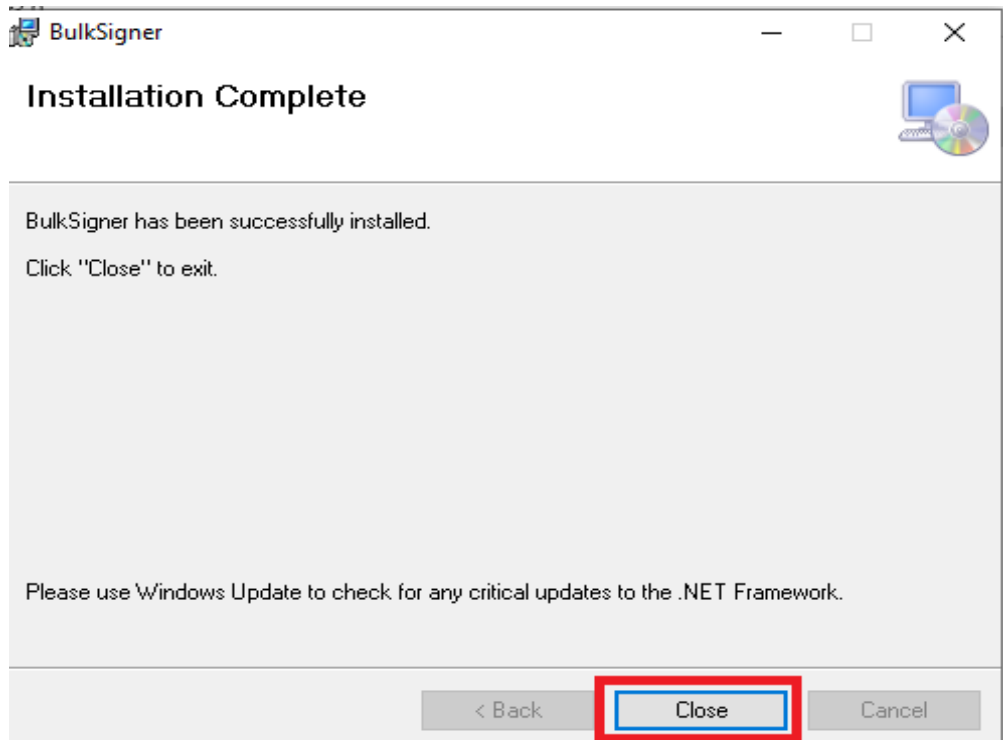 BulkSigner
Installation Complete
BulkSigner has been successfully installed.
Click "Close" to exit.
Please use Windows Update to check for any critical updates to the .NET Framework.
< Back Close Cancel